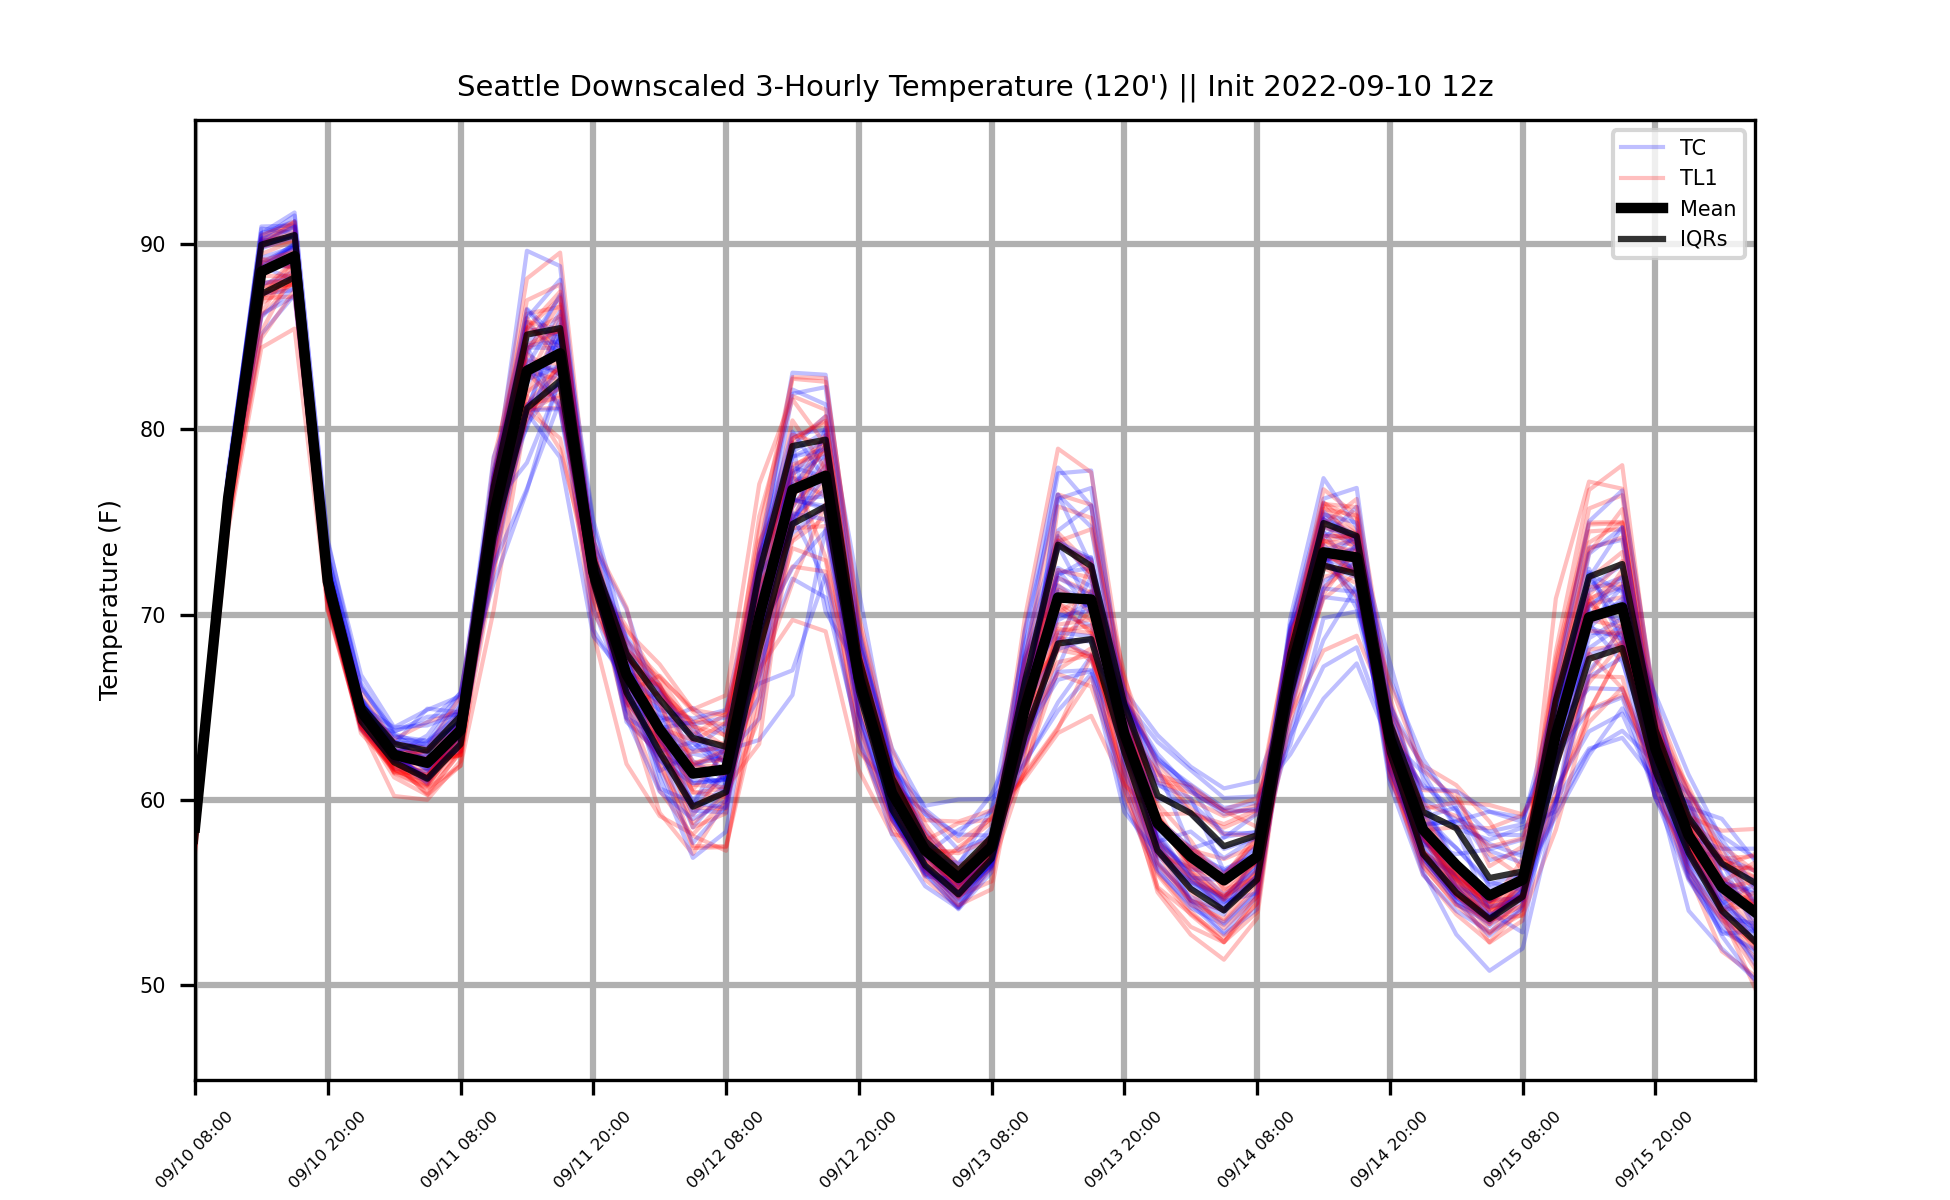 Seattle Downscaled 3-Hourly Temperature (120') || Init 2022-09-10 12z
TC
TL1
Mean
IQRs
Temperature (F)
90
80
70
60
50
09/10 08:00
09/10 20:00
09/11 08:00
09/11 20:00
09/12 08:00
09/12 20:00
09/13 08:00
09/13 20:00
09/14 08:00
09/14 20:00
09/15 08:00
09/15 20:00